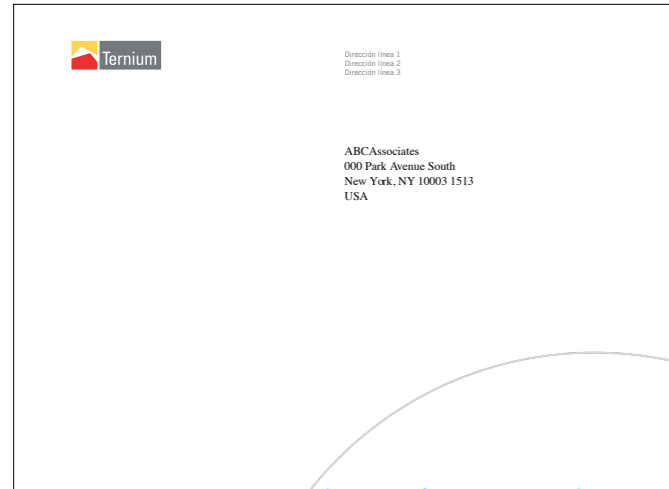 Ternium
Dirección línea 1
Dirección línea 2
Dirección línea 3
ABCAssociates
000 Park Avenue South
New York, NY 10003 1513
USA